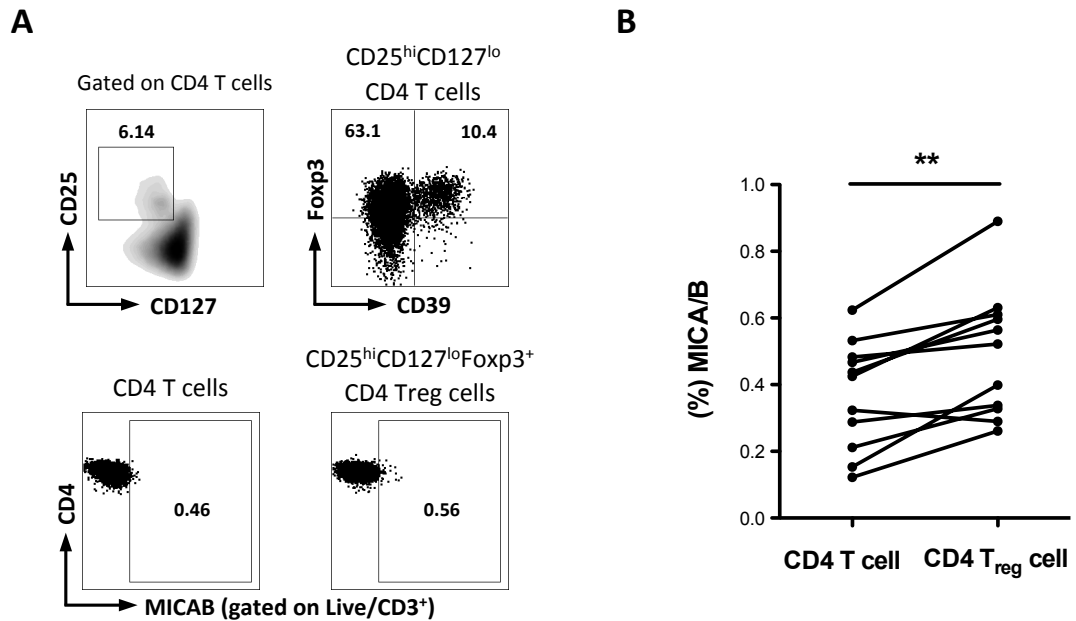 A
Gated on CD4 T cells
6.14
CD25
CD127
CD25hiCD127lo
CD4 T cells
63.1
10.4
Foxp3
CD39
CD4 T cells
0.46
CD4
CD25hiCD127loFoxp3+
CD4 Treg cells
0.56
MICAB (gated on Live/CD3+)
B
**
1.0
0.8
0.6
0.4
0.2
0.0
(%) MICA/B
CD4 T cell
CD4 Treg cell